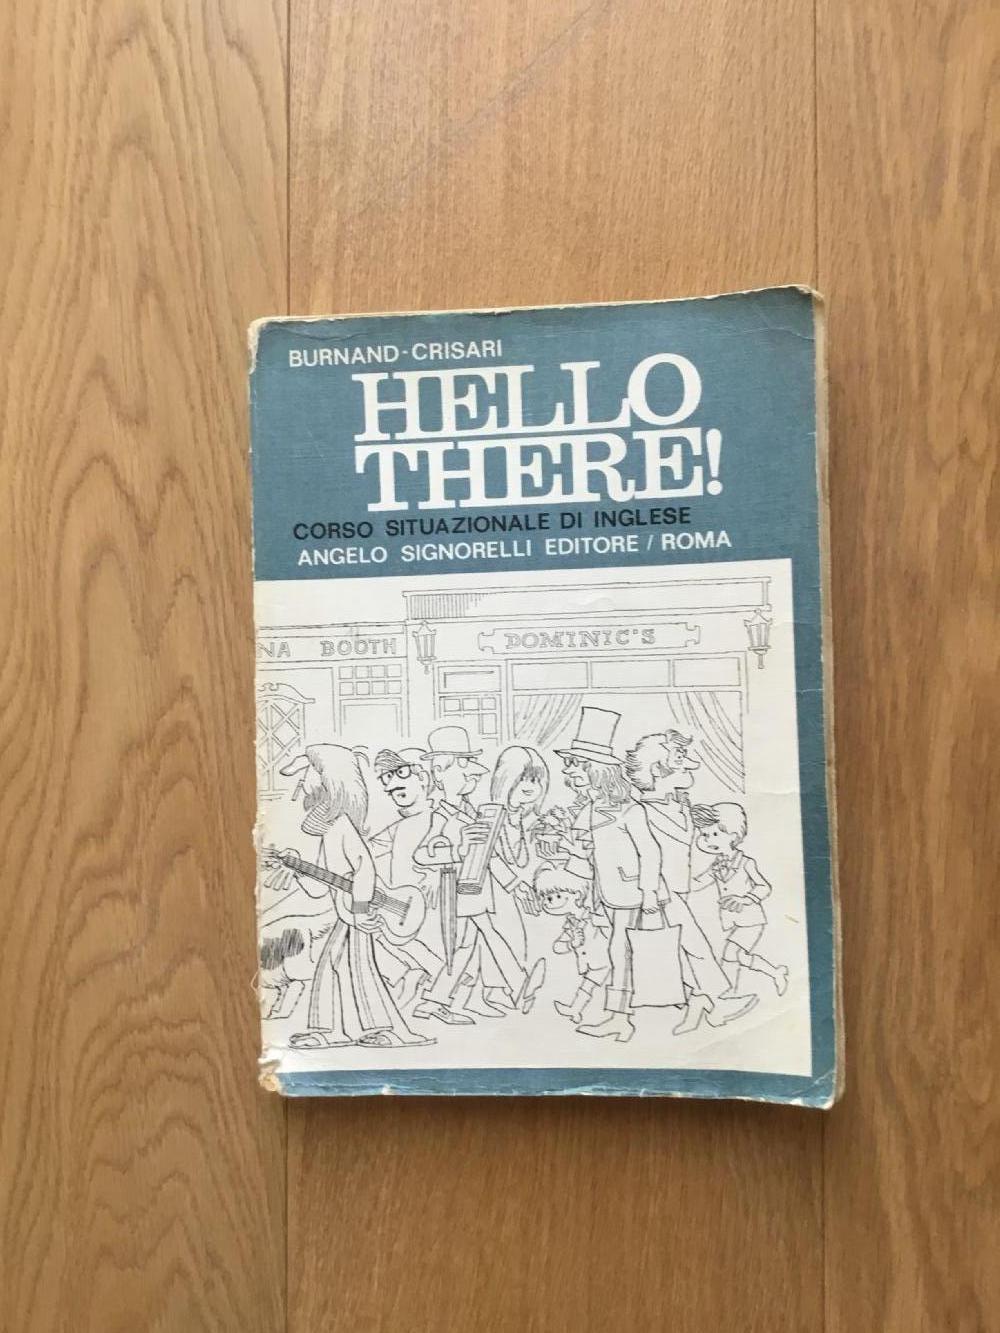 BURNAND-CRISARI
HELLO
THERE!
CORSO SITUAZIONALE DI INGLESE
ANGELO SIGNORELLI EDITORE / ROMA
NA BOOTH
DOMINIC'S